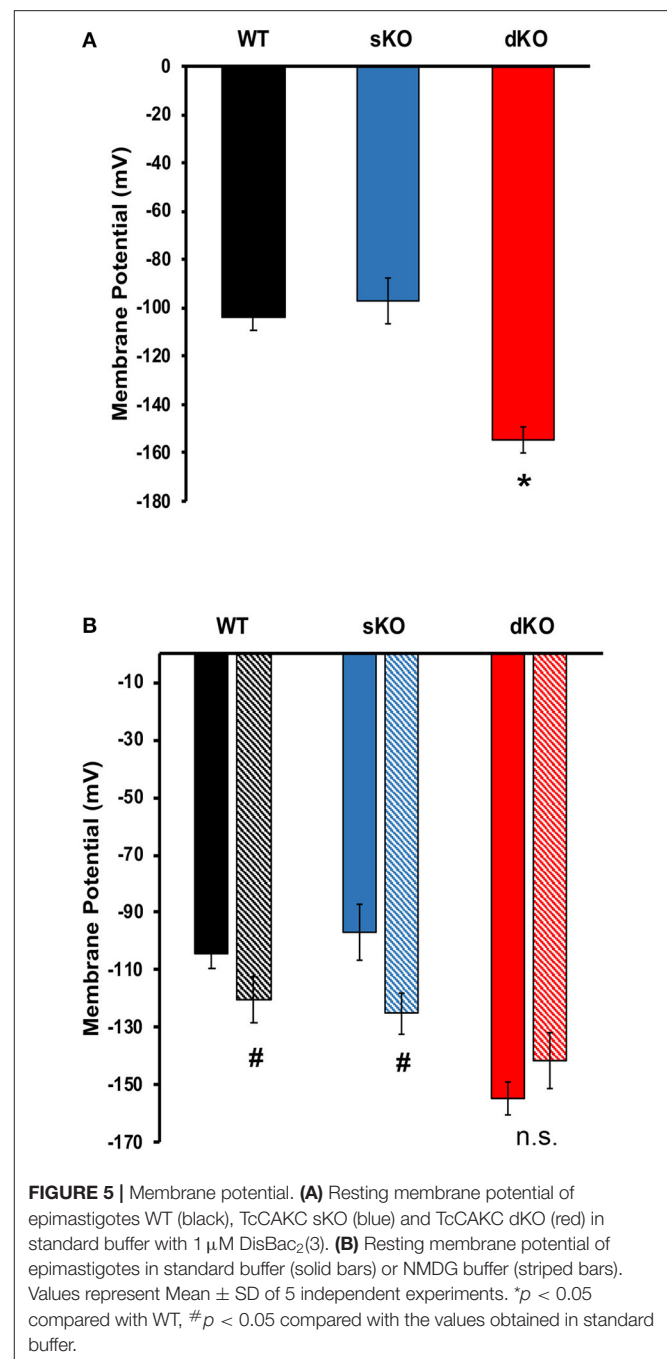 A
WT sKO dKO
0
-20
-40
-60
-80
-100
-120
-140
-160
-180
Membrane Potential (mV)
*
B
WT sKO dKO
-10
-30
-50
-70
-90
-110
-130
-150
-170
Membrane Potential (mV)
# #
n.s.
FIGURE 5 | Membrane potential. (A) Resting membrane potential of
epimastigotes WT (black), TcCAKC sKO (blue) and TcCAKC dKO (red) in
standard buffer with 1 μM DisBac₂(3). (B) Resting membrane potential of
epimastigotes in standard buffer (solid bars) or NMDG buffer (striped bars).
Values represent Mean ± SD of 5 independent experiments. *p < 0.05
compared with WT, #p < 0.05 compared with the values obtained in standard
buffer.